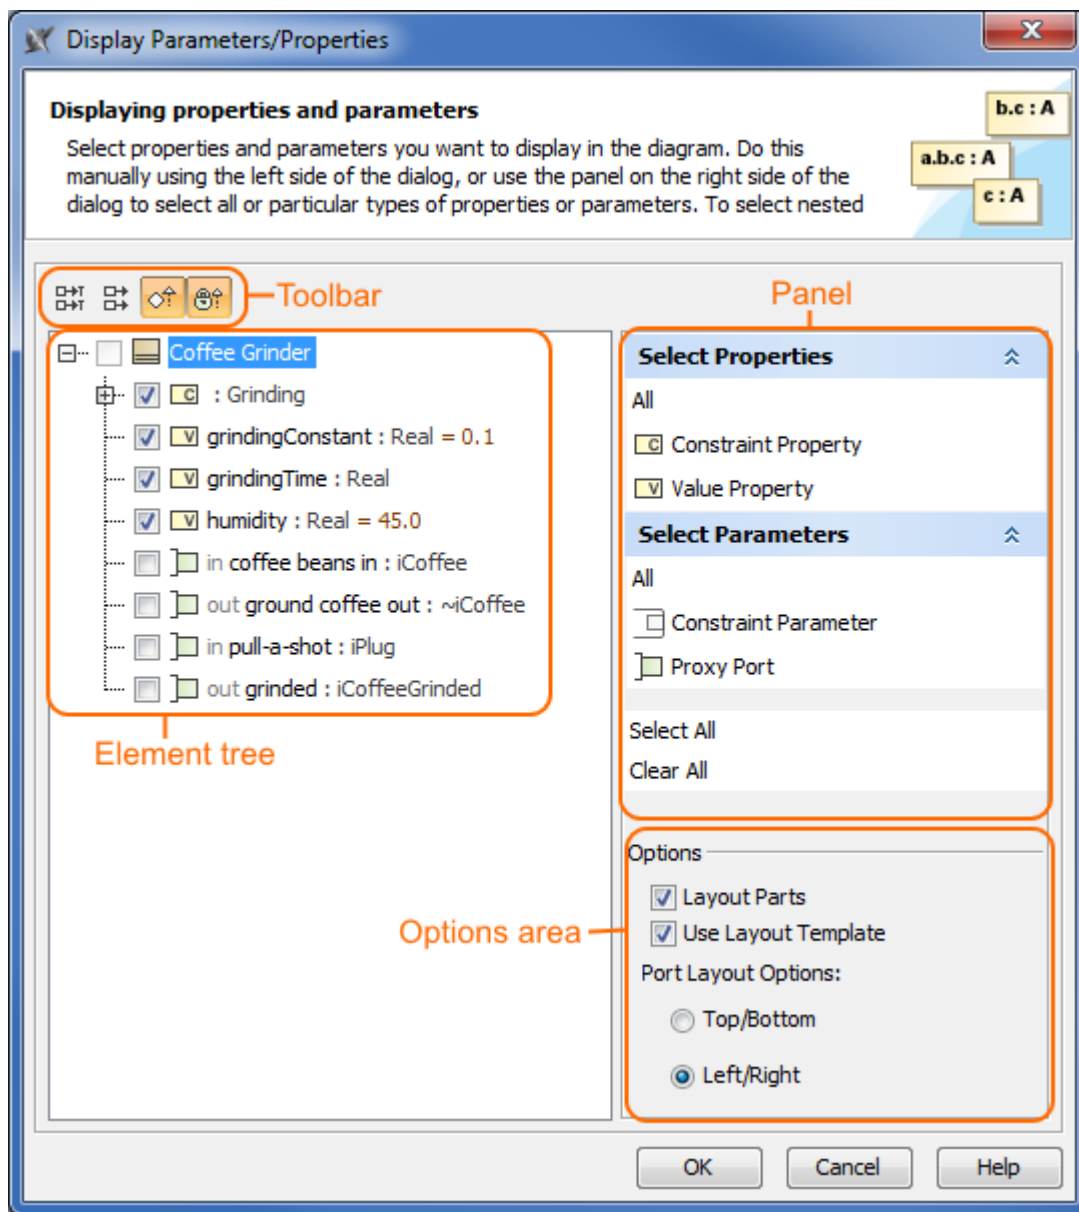 Display Parameters/Properties
Displaying properties and parameters
Select properties and parameters you want to display in the diagram. Do this
manually using the left side of the dialog, or use the panel on the right side of the
dialog to select all or particular types of properties or parameters. To select nested
b.c : A
a.b.c : A
c : A
Toolbar
Panel
Coffee Grinder
C : Grinding
V grindingConstant : Real = 0.1
V grindingTime : Real
V humidity : Real = 45.0
in coffee beans in : iCoffee
out ground coffee out : ~iCoffee
in pull-a-shot : iPlug
out grinded : iCoffeeGrinded
Element tree
Select Properties
All
C Constraint Property
V Value Property
Select Parameters
All
Constraint Parameter
Proxy Port
Select All
Clear All
Options
Layout Parts
Options area
Use Layout Template
Port Layout Options:
Top/Bottom
Left/Right
OK
Cancel
Help